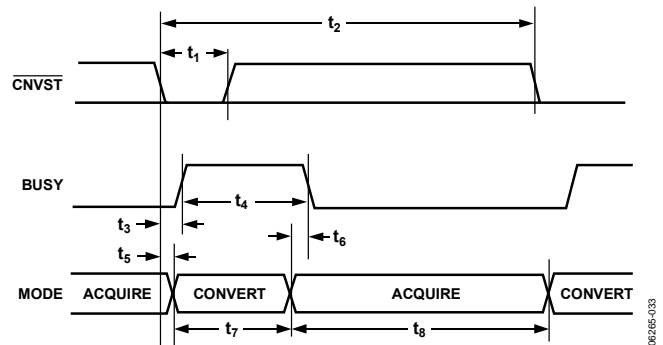 t2
t1
CNVST
BUSY
t4
t3
t6
t5
MODE ACQUIRE CONVERT ACQUIRE CONVERT
t7 t8
06265-033